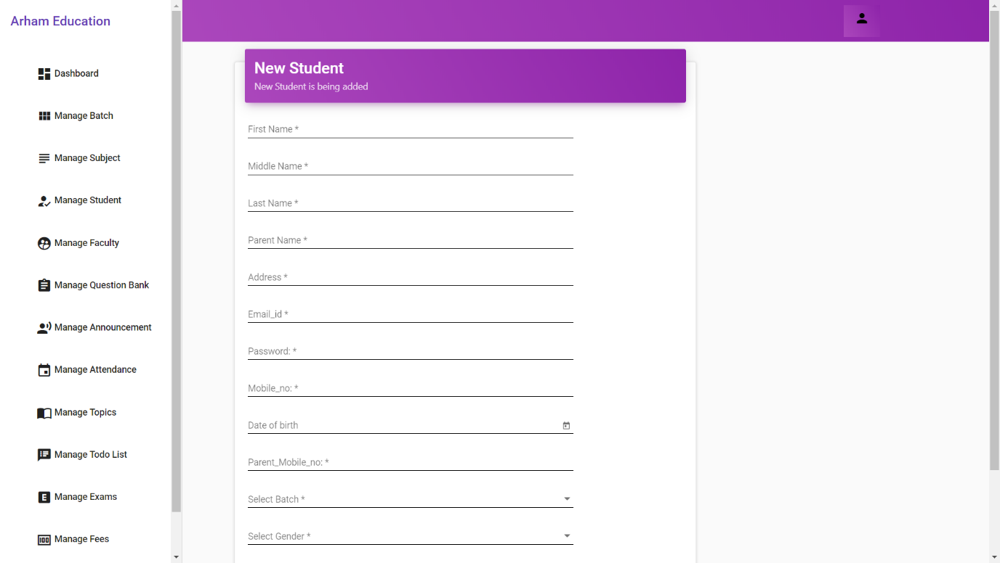 Arham Education
Dashboard
Manage Batch
Manage Subject
Manage Student
Manage Faculty
Manage Question Bank
Manage Announcement
Manage Attendance
Manage Topics
Manage Todo List
E Manage Exams
100 Manage Fees
New Student
New Student is being added
First Name *
Middle Name *
Last Name *
Parent Name *
Address *
Email_id *
Password: *
Mobile_no: *
Date of birth
Parent_Mobile_no: *
Select Batch *
Select Gender *